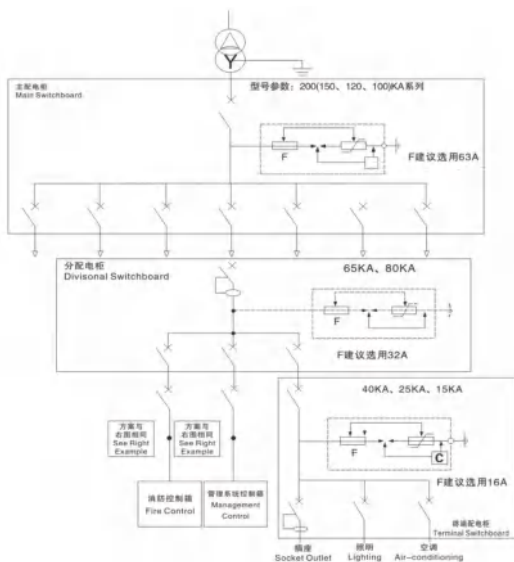 Y
主配电柜
Main Switchboard
型号参数：200(150、120、100)KA系列
F
F建议选用63A
分配电柜
Divisonal Switchboard
65KA、80KA
F
F建议选用32A
40KA、25KA、15KA
方案与
右图相同
See Right
Example
方案与
右图相同
See Right
Example
F
C
F建议选用16A
消防控制器
Fire Control
管理系统控制器
Management
Control
终端配电柜
Terminal Switchboard
插座
Socket Outlet
照明
Lighting
空调
Air-conditioning